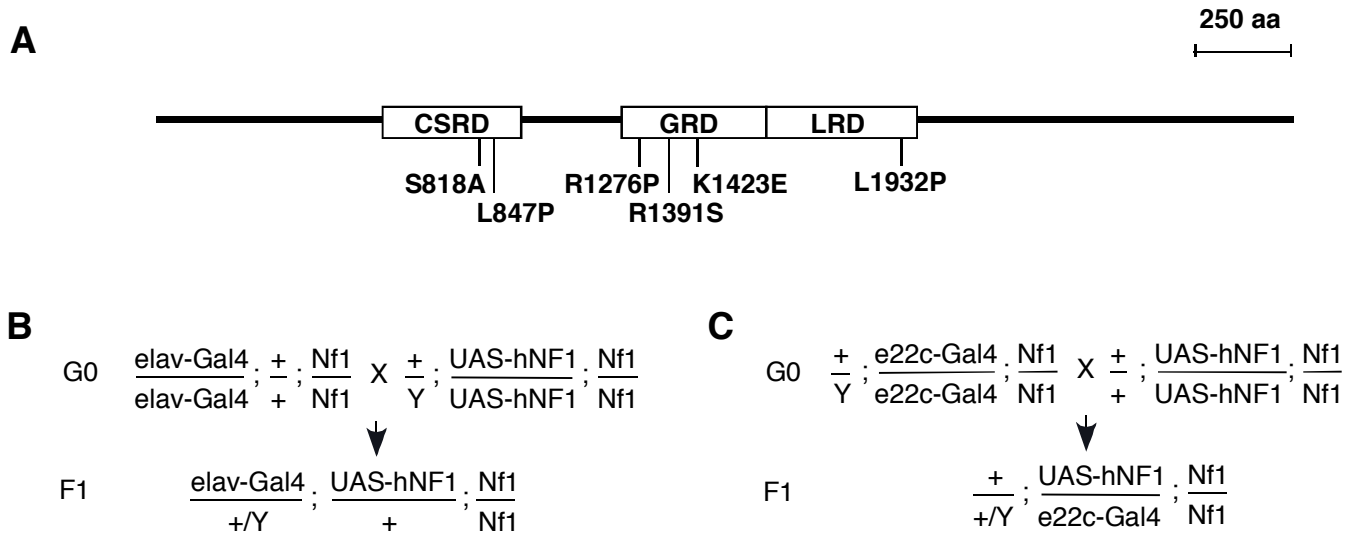 A
250 aa
CSRD GRD LRD
S818A R1276P K1423E L1932P
L847P R1391S
B
G0 elav-Gal4 ; + ; Nf1 X + ; UAS-hNF1 ; Nf1
elav-Gal4 + Nf1 Y UAS-hNF1 Nf1
F1 elav-Gal4 ; UAS-hNF1 ; Nf1
+/Y + Nf1
C
G0 + ; e22c-Gal4 ; Nf1 X + ; UAS-hNF1 ; Nf1
Y e22c-Gal4 Nf1 + UAS-hNF1 Nf1
F1 + ; UAS-hNF1 ; Nf1
+/Y e22c-Gal4 Nf1